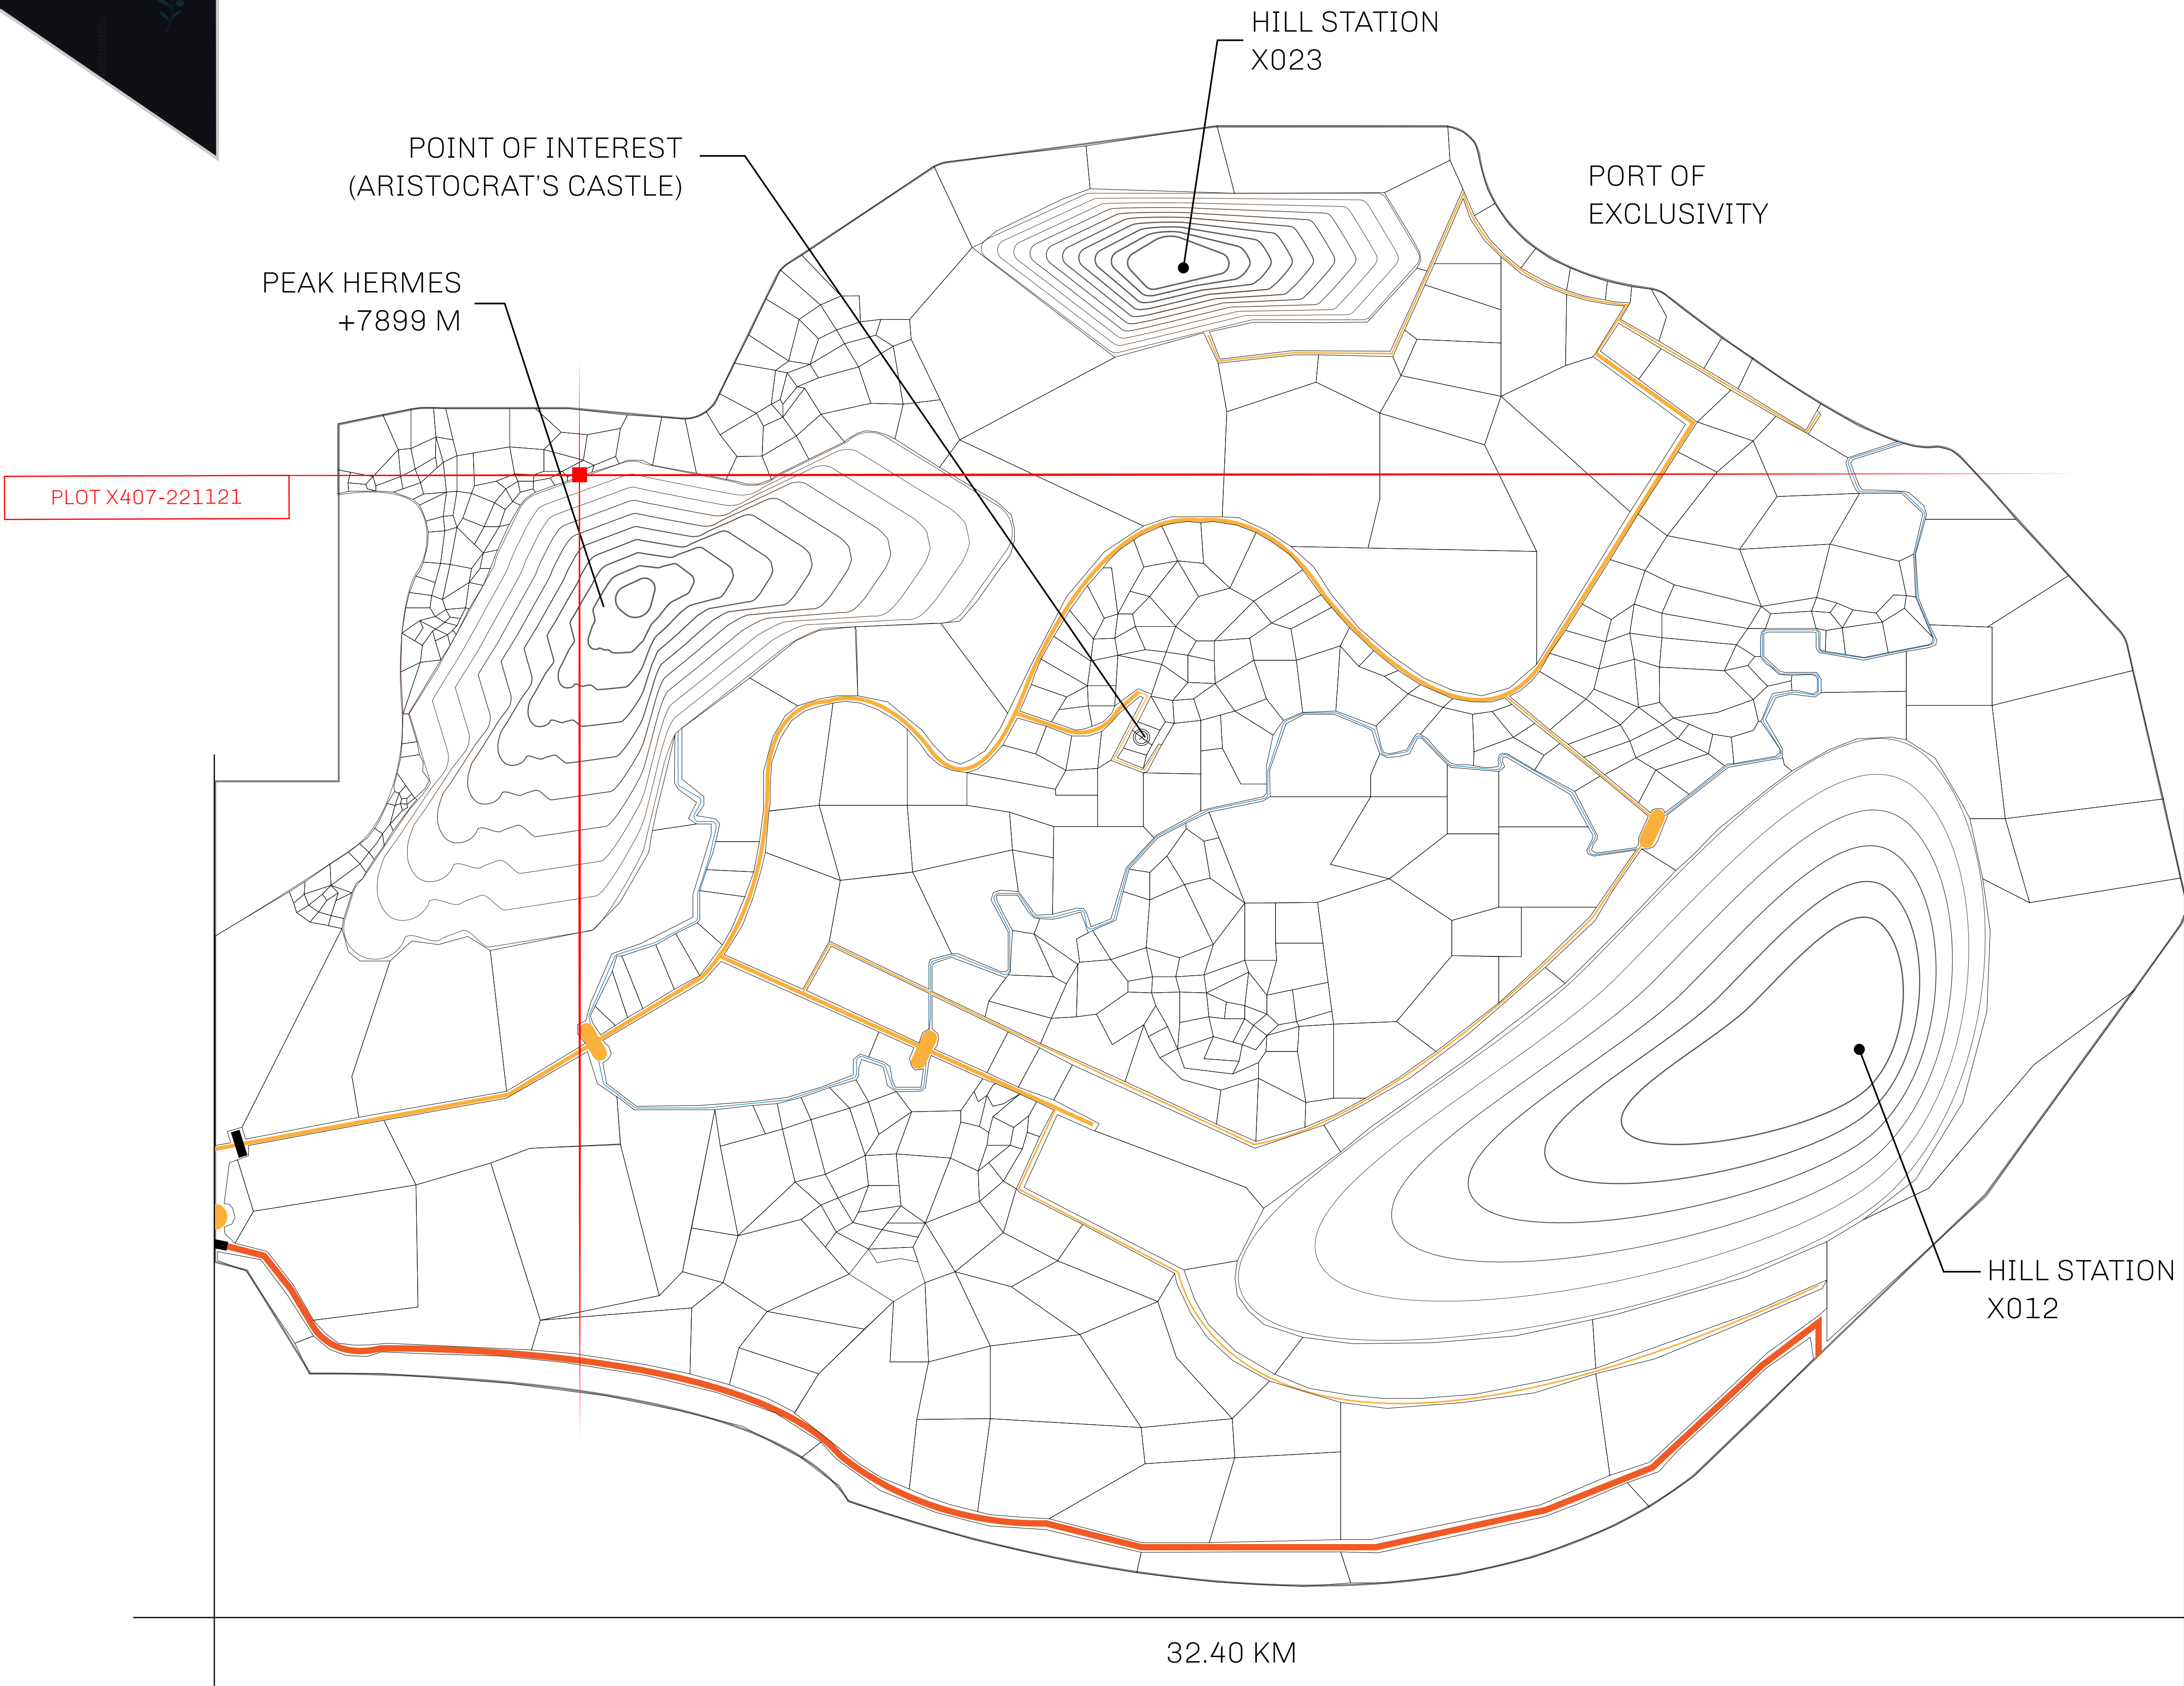 HILL STATION
X023
POINT OF INTEREST
(ARISTOCRAT'S CASTLE)
PORT OF
EXCLUSIVITY
PEAK HERMES
+7899 M
PLOT X407-221121
HILL STATION
X012
32.40 KM